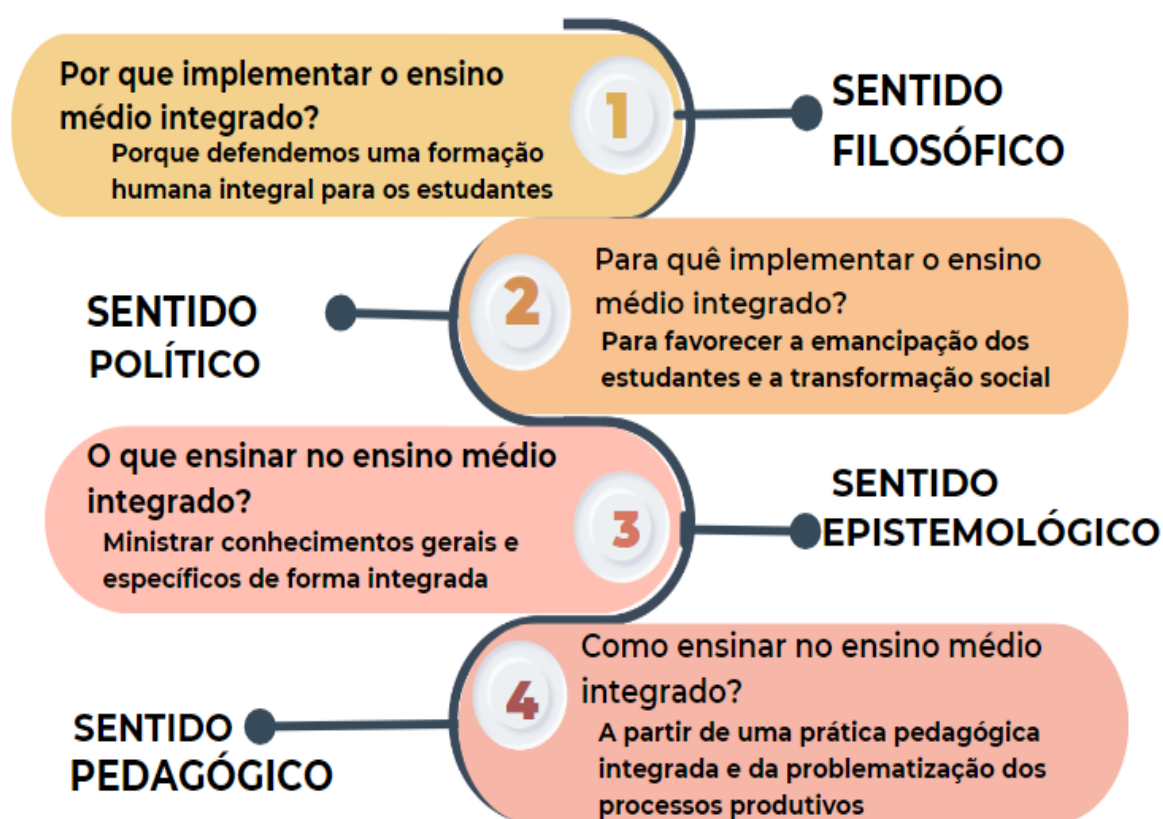 Por que implementar o ensino
médio integrado?
Porque defendemos uma formação
humana integral para os estudantes
1
SENTIDO
FILOSÓFICO
SENTIDO
POLÍTICO
2
Para quê implementar o ensino
médio integrado?
Para favorecer a emancipação dos
estudantes e a transformação social
O que ensinar no ensino médio
integrado?
Ministrar conhecimentos gerais e
específicos de forma integrada
3
SENTIDO
EPISTEMOLÓGICO
SENTIDO
PEDAGÓGICO
4
Como ensinar no ensino médio
integrado?
A partir de uma prática pedagógica
integrada e da problematização dos
processos produtivos